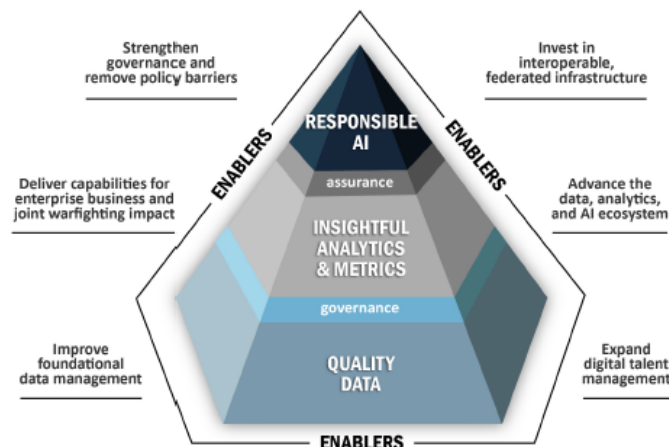 Strengthen
governance and
remove policy barriers
Invest in
interoperable,
federated infrastructure
ENABLERS
ENABLERS
RESPONSIBLE
AI
assurance
Deliver capabilities for
enterprise business and
joint warfighting impact
Advance the
data, analytics,
and AI ecosystem
INSIGHTFUL
ANALYTICS
& METRICS
governance
Improve
foundational
data management
QUALITY
DATA
Expand
digital talent
management
ENABLERS